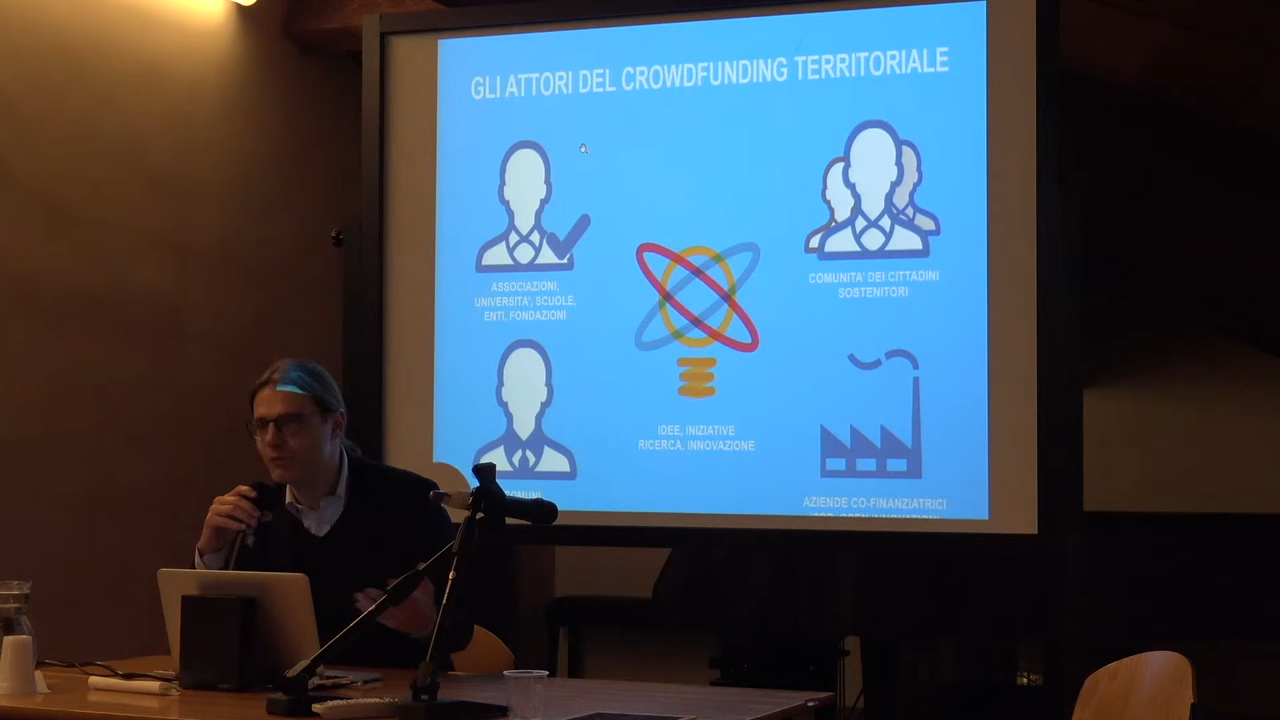 GLI ATTORI DEL CROWDFUNDING TERRITORIALE
ASSOCIAZIONI,
UNIVERSITA', SCUOLE,
ENTI, FONDAZIONI
COMUNITA' DEI CITTADINI
SOSTENITORI
IDEE, INIZIATIVE
RICERCA, INNOVAZIONE
COMUNI
AZIENDE CO-FINANZIATRICI